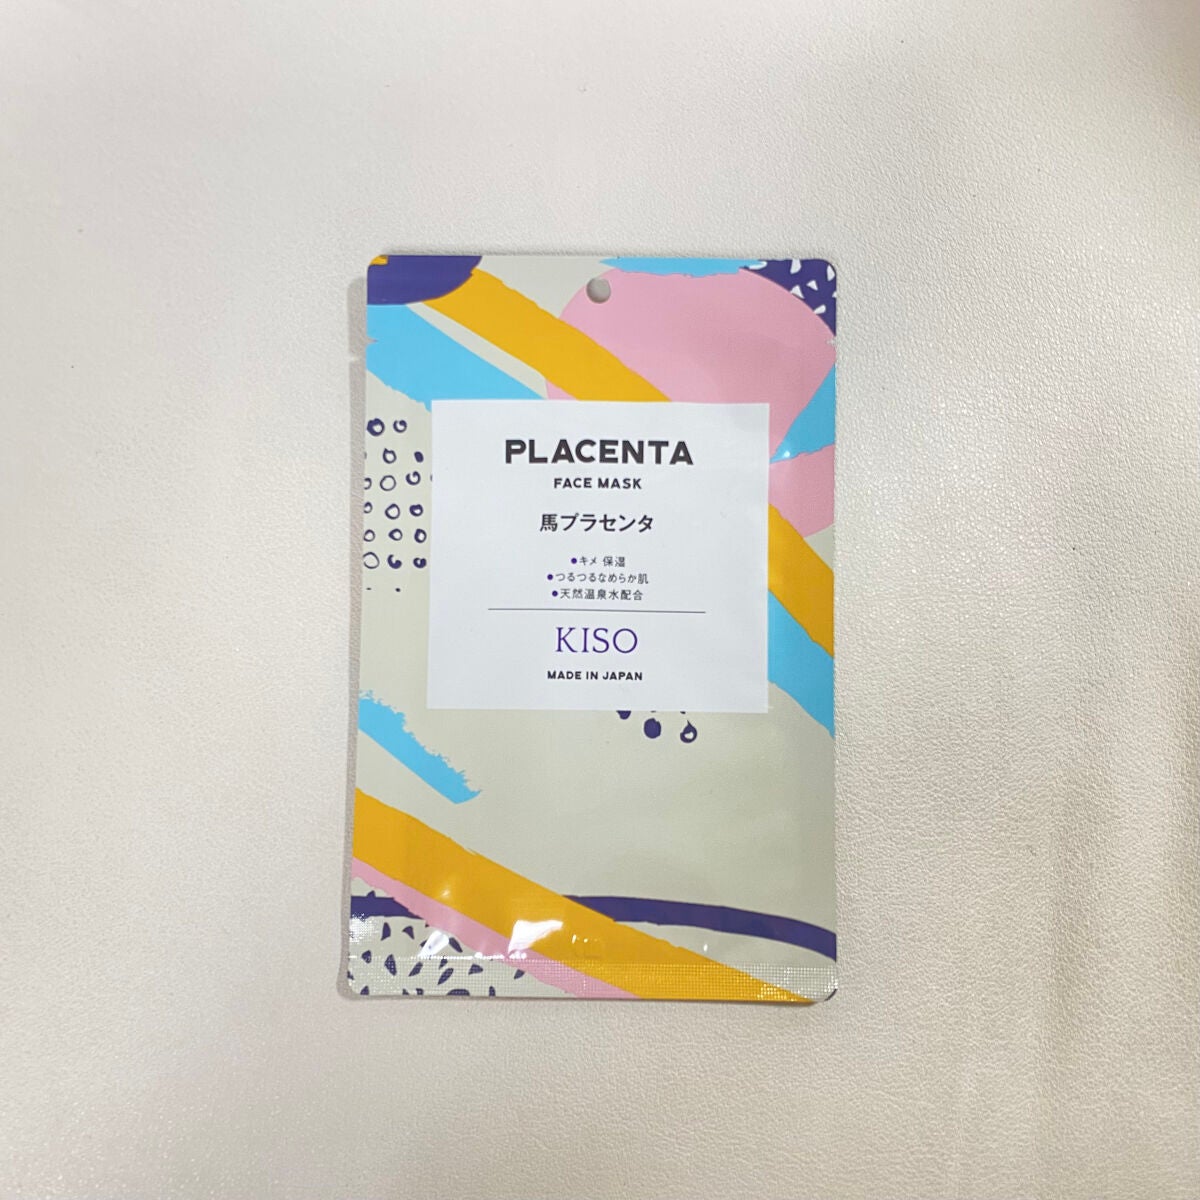 PLACENTA
FACE MASK
馬プラセンタ
●キメ 保湿
●つるつるなめらか肌
●天然温泉水配合
KISO
MADE IN JAPAN